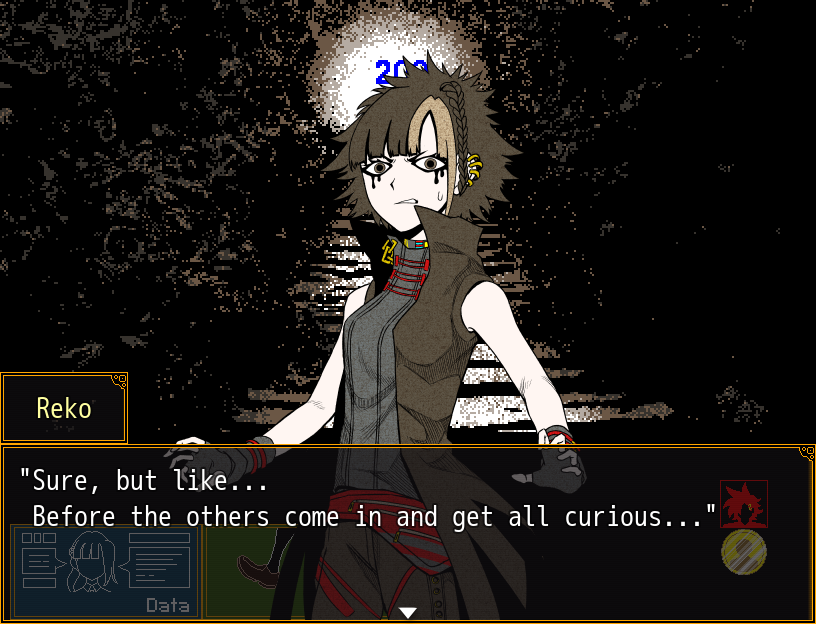 Reko
"Sure, but like...
Before the others come in and get all curious..."
Data